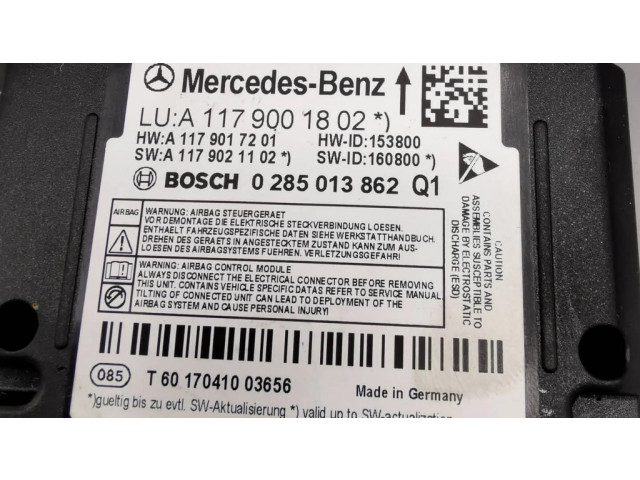 Mercedes-Benz
LU:A 117 900 18 02 *)
HW:A 117 901 72 01 HW-ID:153800
SW:A 117 902 11 02 *) SW-ID:160800 *)
BOSCH 0 285 013 862 Q1
AIRBAG
WARNUNG: AIRBAG STEUERGERAET
VOR DEMONTAGE DIE ELEKTRISCHE STECKVERBINDUNG LOESEN.
ENTHAELT FAHRZEUGSPEZIFISCHE DATEN SIEHE WERKSTATTHANDBUCH
DREHEN DES GERAETS IN ANGESTECKTEM ZUSTAND KANN ZUM AUS-
LOESEN DES AIRBAGSYSTEMS FUEHREN. VERLETZUNGSGEFAHR!
WARNING: AIRBAG CONTROL MODULE
ALWAYS DISCONNECT THE ELECTRICAL CONNECTOR BEFORE REMOVING
THIS UNIT. CONTAINS VEHICLE SPECIFIC DATAS REFER TO SERVICE MANUAL.
TILTING OF CONNECTED UNIT CAN LEAD TO DEPLOYMENT OF THE
AIRBAG SYSTEM AND CAUSE PERSONAL INJURY!
CAUTION
CONTAINS PARTS AND
ASSEMBLIES SUSCEPTIBLE TO
DAMAGE BY ELECTROSTATIC
DISCHARGE (ESD)
085 T 60 170410 03656 Made in Germany
*)gueltig bis zu evtl. SW-Aktualisierung *) valid up to SW-actualization